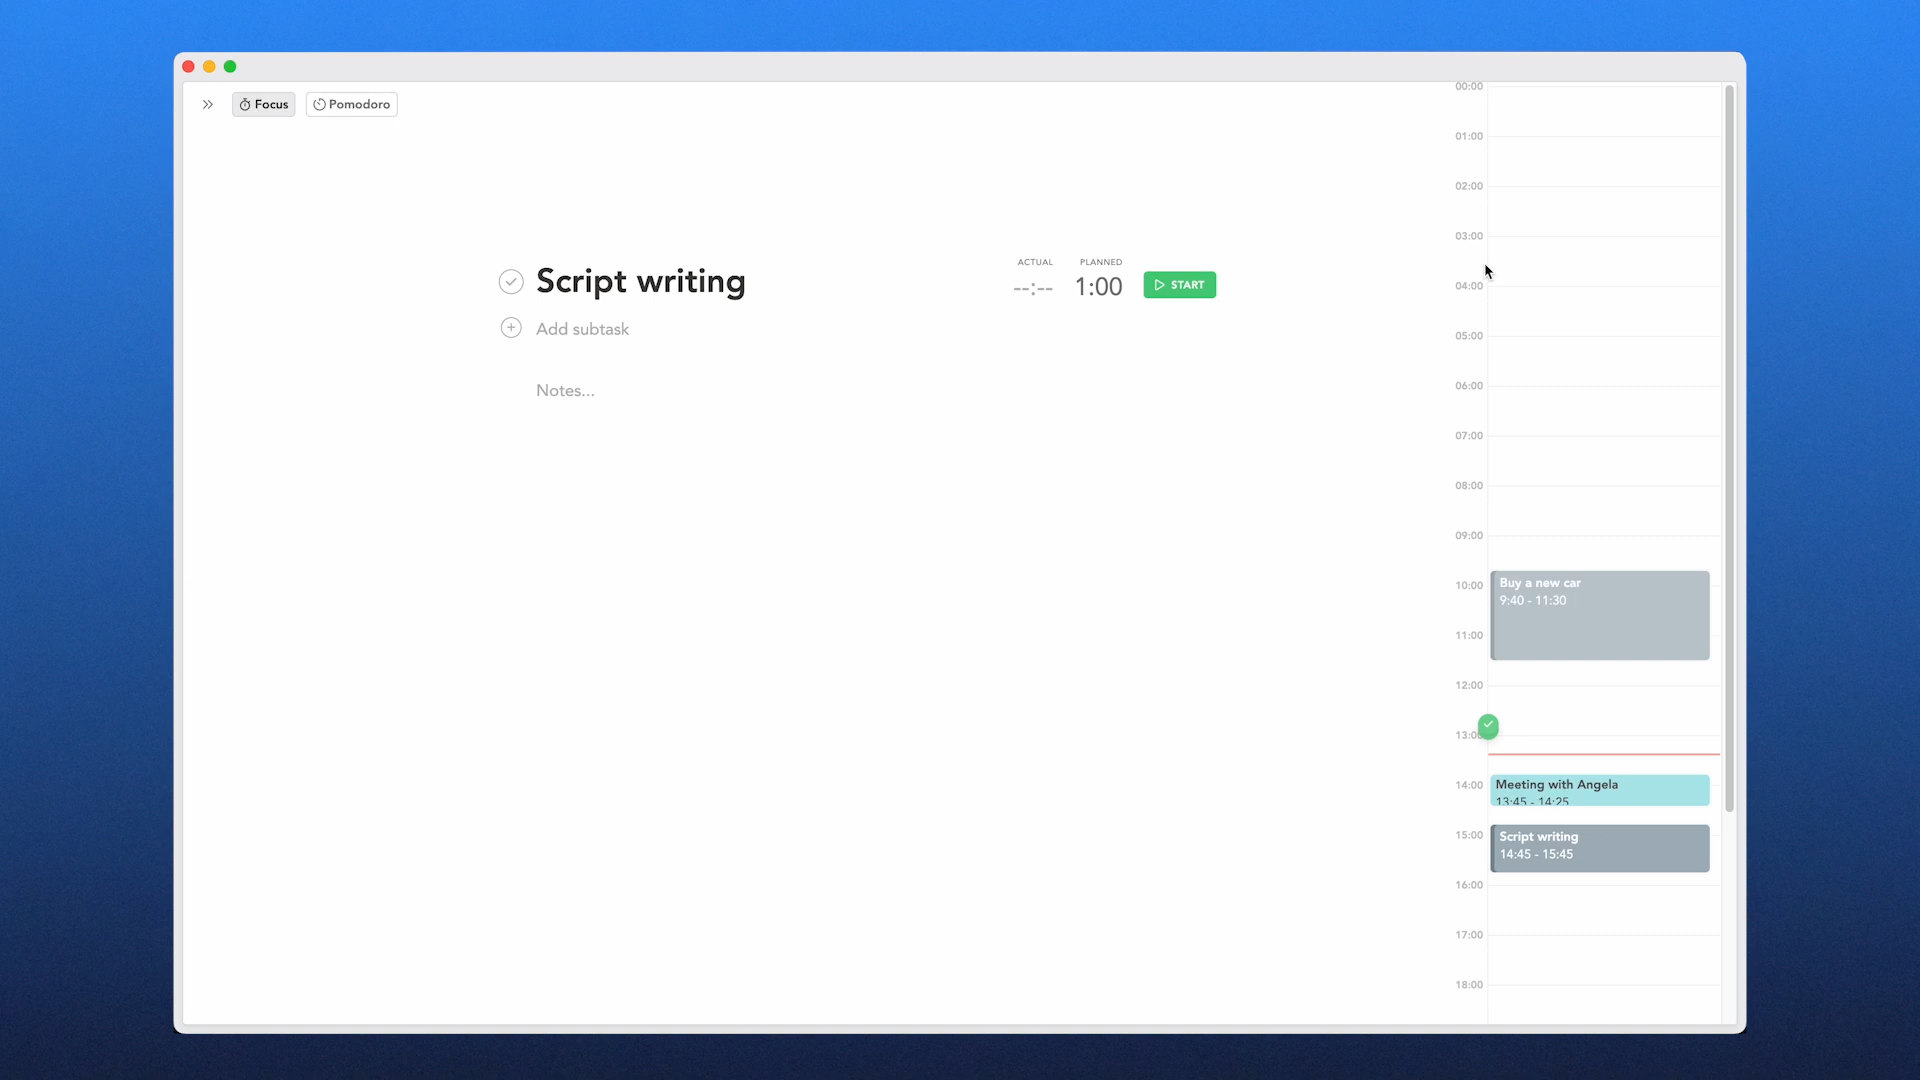 Focus
Pomodoro
Script writing
ACTUAL
PLANNED
--:--
1:00
START
Add subtask
Notes...
00:00
01:00
02:00
03:00
04:00
05:00
06:00
07:00
08:00
09:00
10:00
Buy a new car
9:40 - 11:30
11:00
12:00
13:00
14:00
Meeting with Angela
13:45 - 14:25
15:00
Script writing
14:45 - 15:45
16:00
17:00
18:00